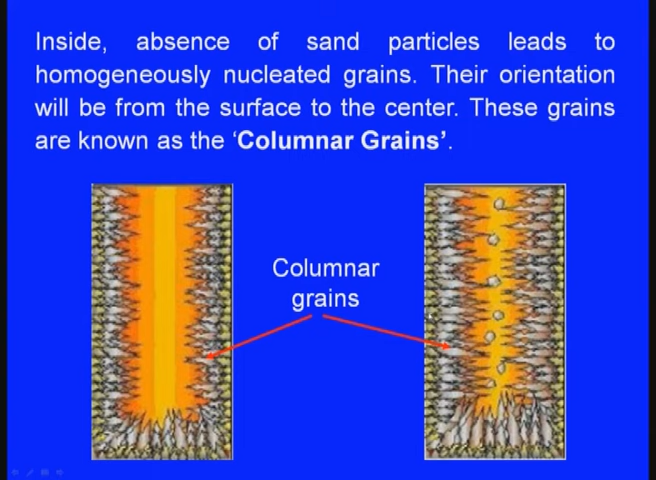 Inside, absence of sand particles leads to
homogeneously nucleated grains. Their orientation
will be from the surface to the center. These grains
are known as the ‘Columnar Grains’.
Columnar
grains